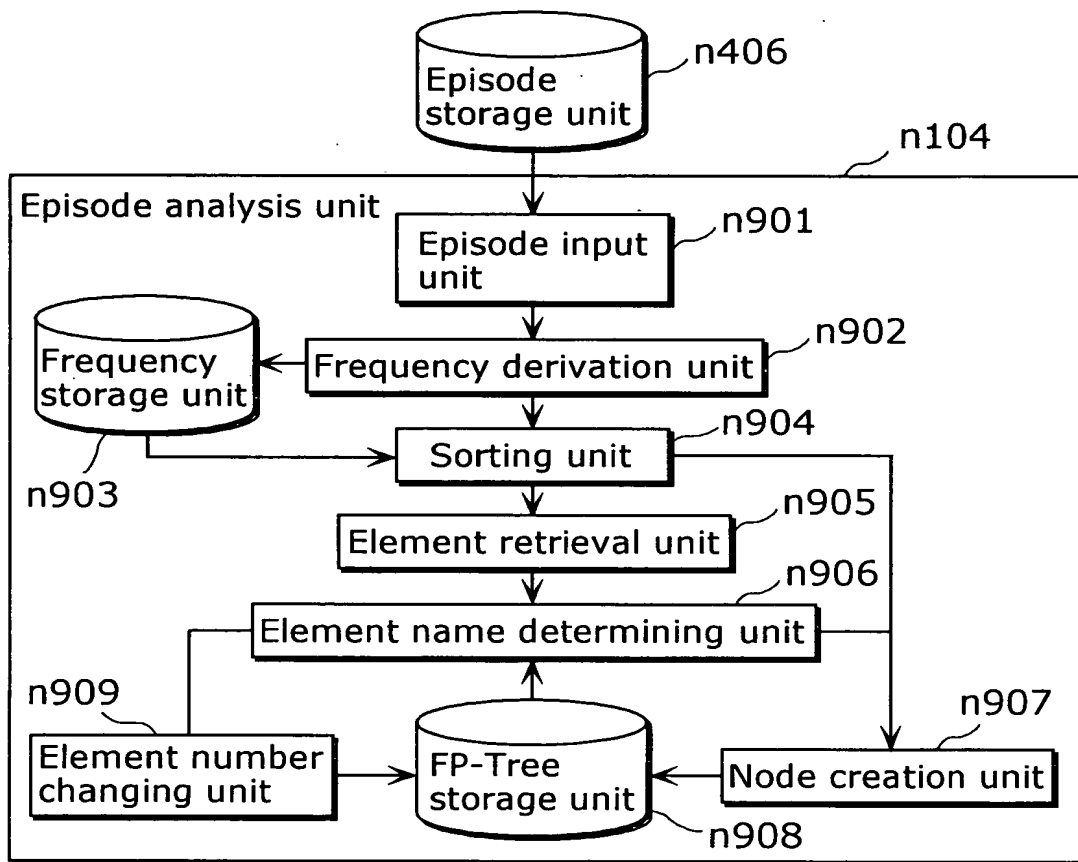 Episode
storage unit
n406
n104
Episode analysis unit
Episode input
unit
n901
n902
Frequency
storage unit
Frequency derivation unit
n904
Sorting unit
n903
n905
Element retrieval unit
n906
Element name determining unit
n909
n907
Element number
changing unit
FP-Tree
storage unit
Node creation unit
n908